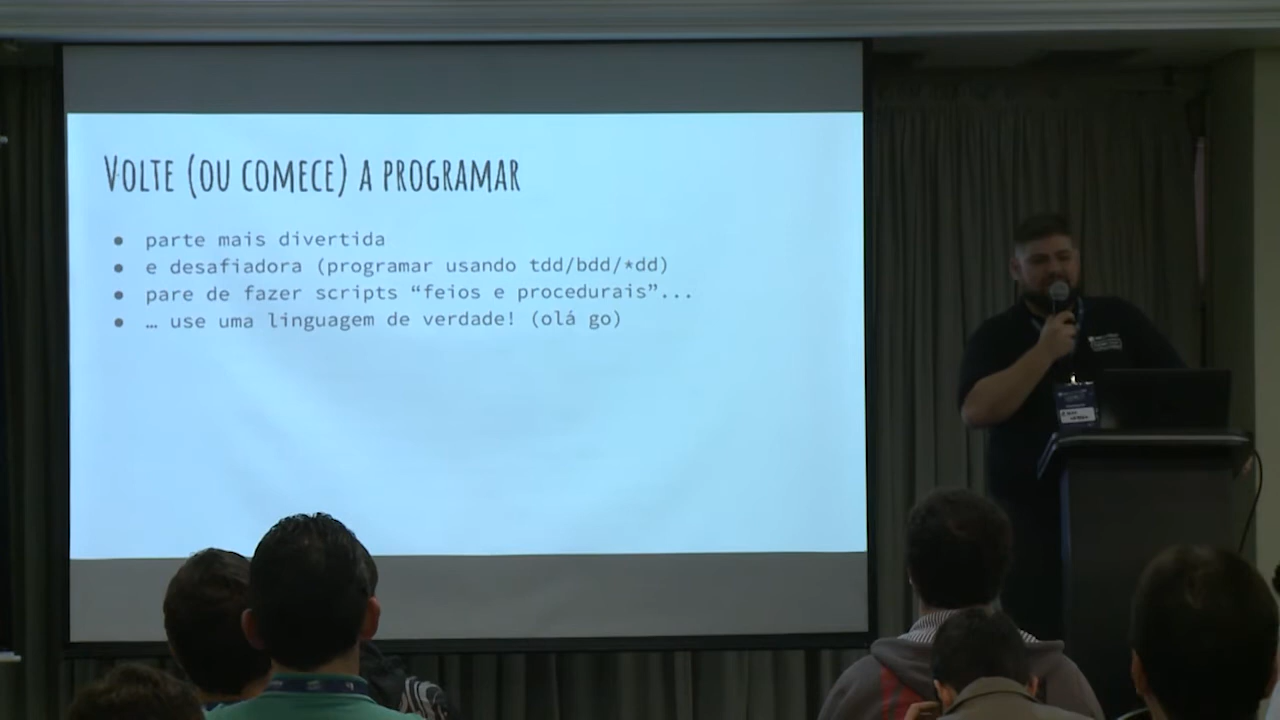 VOLTE (OU COMECE) A PROGRAMAR
● parte mais divertida
● e desafiadora (programar usando tdd/bdd/*dd)
● pare de fazer scripts “feios e procedurais”...
● … use uma linguagem de verdade! (olá go)